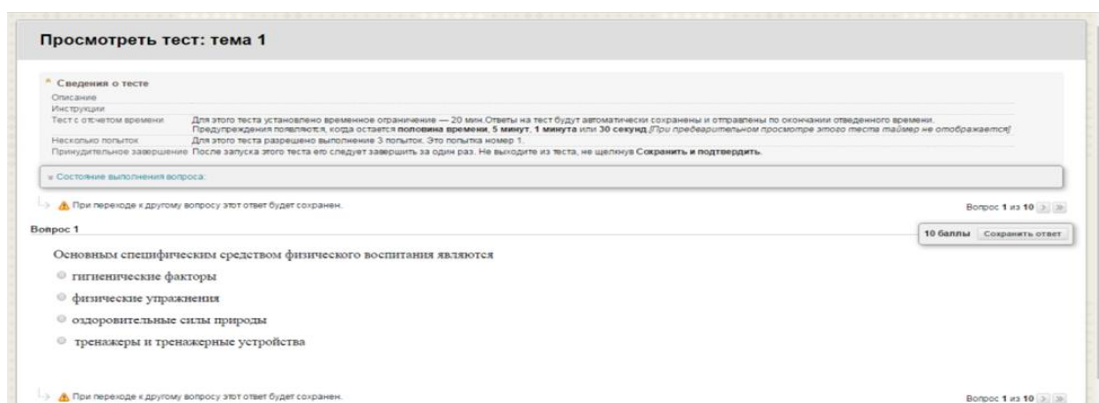 Просмотреть тест: тема 1
Сведения о тесте
Описание
Инструкции
Тест с отсчетом времени Для этого теста установлено временное ограничение — 20 мин.Ответы на тест будут автоматически сохранены и отправлены по окончании отведенного времени.
Предупреждения появляются, когда остается половина времени, 5 минут, 1 минута или 30 секунд.[При предварительном просмотре этого теста таймер не отображается]
Несколько попыток Для этого теста разрешено выполнение 3 попыток. Это попытка номер 1.
Принудительное завершение После запуска этого теста его следует завершить за один раз. Не выходите из теста, не щелкнув Сохранить и подтвердить.
Состояние выполнения вопроса:
При переходе к другому вопросу этот ответ будет сохранен.
Вопрос 1 из 10 > >>
Вопрос 1
10 баллы Сохранить ответ
Основным специфическим средством физического воспитания являются
гигиенические факторы
физические упражнения
оздоровительные силы природы
тренажеры и тренажерные устройства
При переходе к другому вопросу этот ответ будет сохранен.
Вопрос 1 из 10 > >>